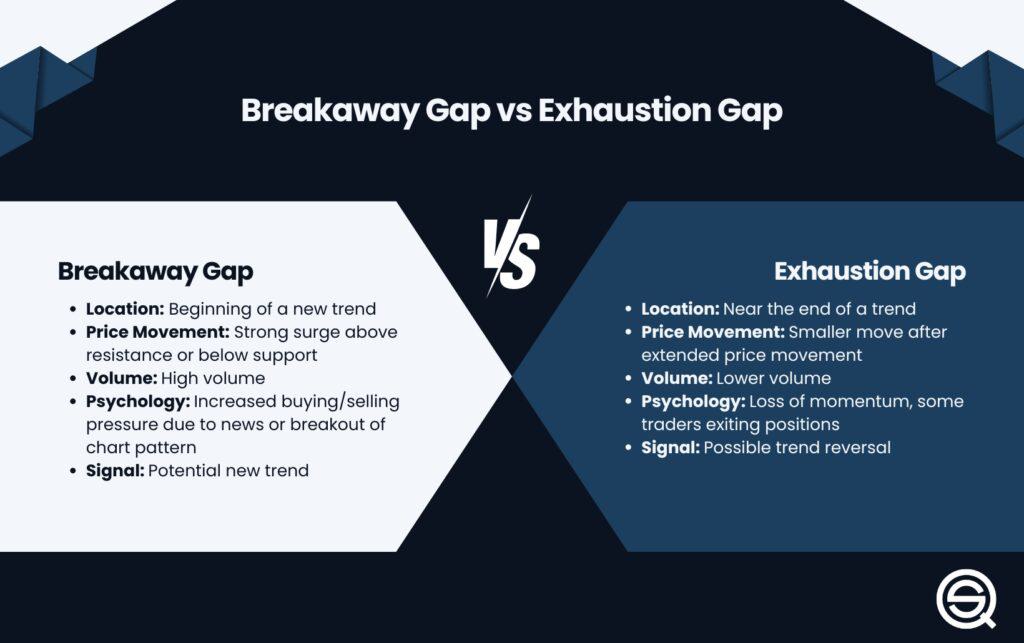 Breakaway Gap vs Exhaustion Gap
VS
Breakaway Gap
• Location: Beginning of a new trend
• Price Movement: Strong surge above
resistance or below support
• Volume: High volume
• Psychology: Increased buying/selling
pressure due to news or breakout of
chart pattern
• Signal: Potential new trend
Exhaustion Gap
• Location: Near the end of a trend
• Price Movement: Smaller move after
extended price movement
• Volume: Lower volume
• Psychology: Loss of momentum, some
traders exiting positions
• Signal: Possible trend reversal